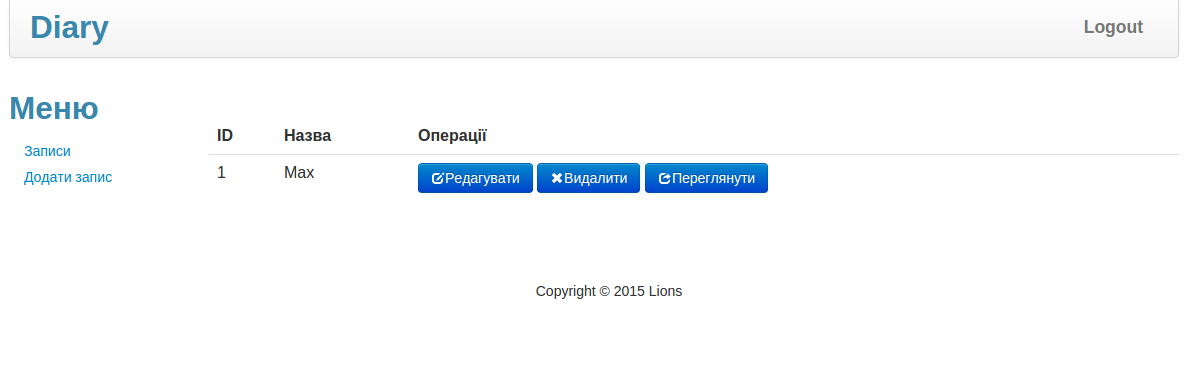 Diary Logout
Меню
ID Назва Операції
Записи
1 Max Редагувати Видалити Переглянути
Додати запис
Copyright © 2015 Lions